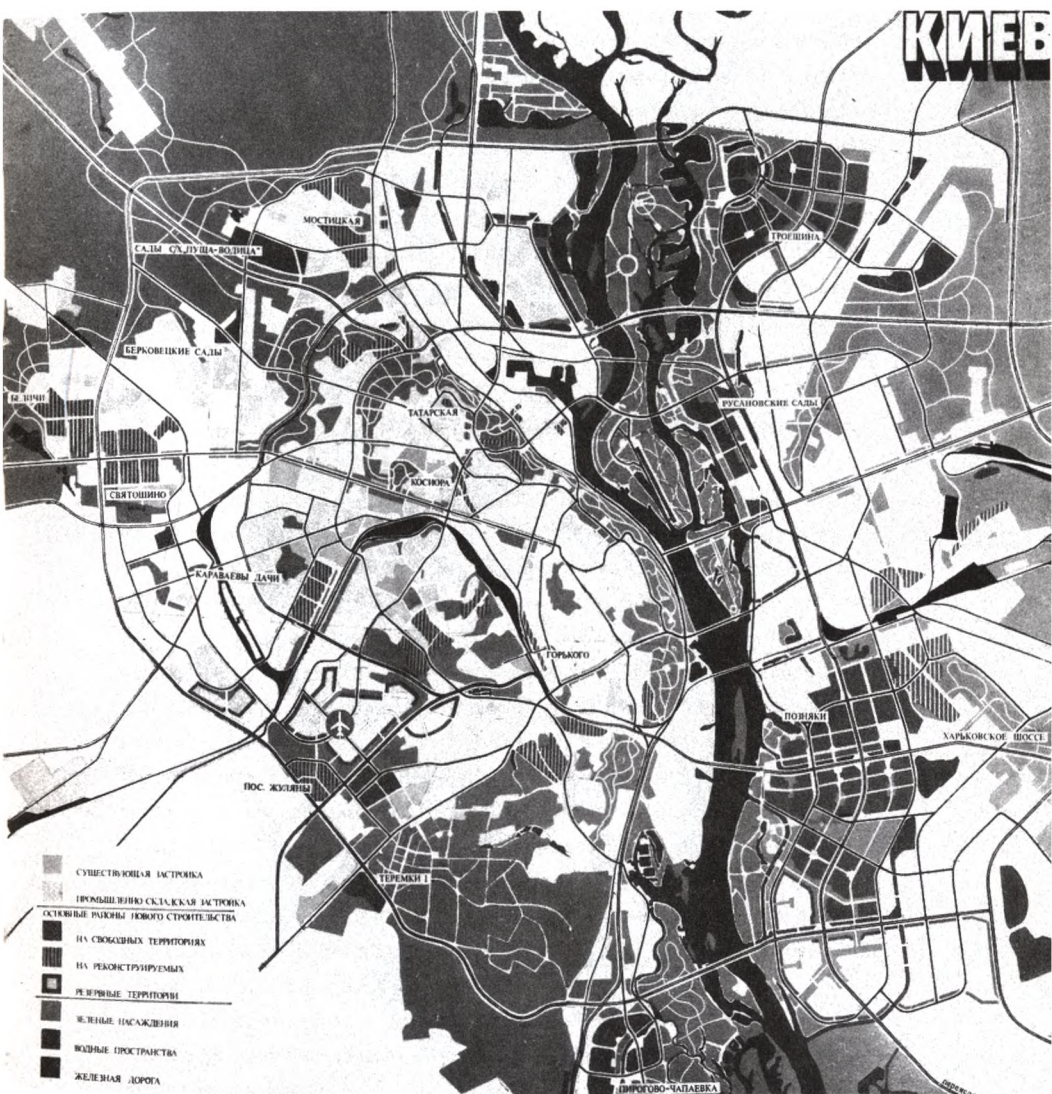 КИЕВ
МОСТИЦКАЯ
ТРОЕЩИНА
САДЫ С/Х „ПУЩА-ВОДИЦА"
БЕРКОВЕЦКИЕ САДЫ
БЕЛИЧИ
РУСАНОВСКИЕ САДЫ
ТАТАРСКАЯ
КОСИОРА
СВЯТОШИНО
КАРАВАЕВЫ ДАЧИ
ГОРЬКОГО
ПОЗНЯКИ
ХАРЬКОВСКОЕ ШОССЕ
ПОС. ЖУЛЯНЫ
ТЕРЕМКИ I
СУЩЕСТВУЮЩАЯ ЗАСТРОЙКА
ПРОМЫШЛЕННО СКЛАДСКАЯ ЗАСТРОЙКА
ОСНОВНЫЕ РАЙОНЫ НОВОГО СТРОИТЕЛЬСТВА
НА СВОБОДНЫХ ТЕРРИТОРИЯХ
НА РЕКОНСТРУИРУЕМЫХ
РЕЗЕРВНЫЕ ТЕРРИТОРИИ
ЗЕЛЕНЫЕ НАСАЖДЕНИЯ
ВОДНЫЕ ПРОСТРАНСТВА
ЖЕЛЕЗНАЯ ДОРОГА
ПИРОГОВО-ЧАПАЕВКА